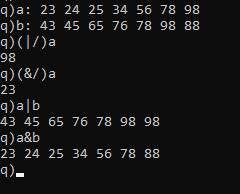 q)a: 23 24 25 34 56 78 98
q)b: 43 45 65 76 78 98 88
q)(|/)a
98
q)(&/)a
23
q)a|b
43 45 65 76 78 98 98
q)a&b
23 24 25 34 56 78 88
q)